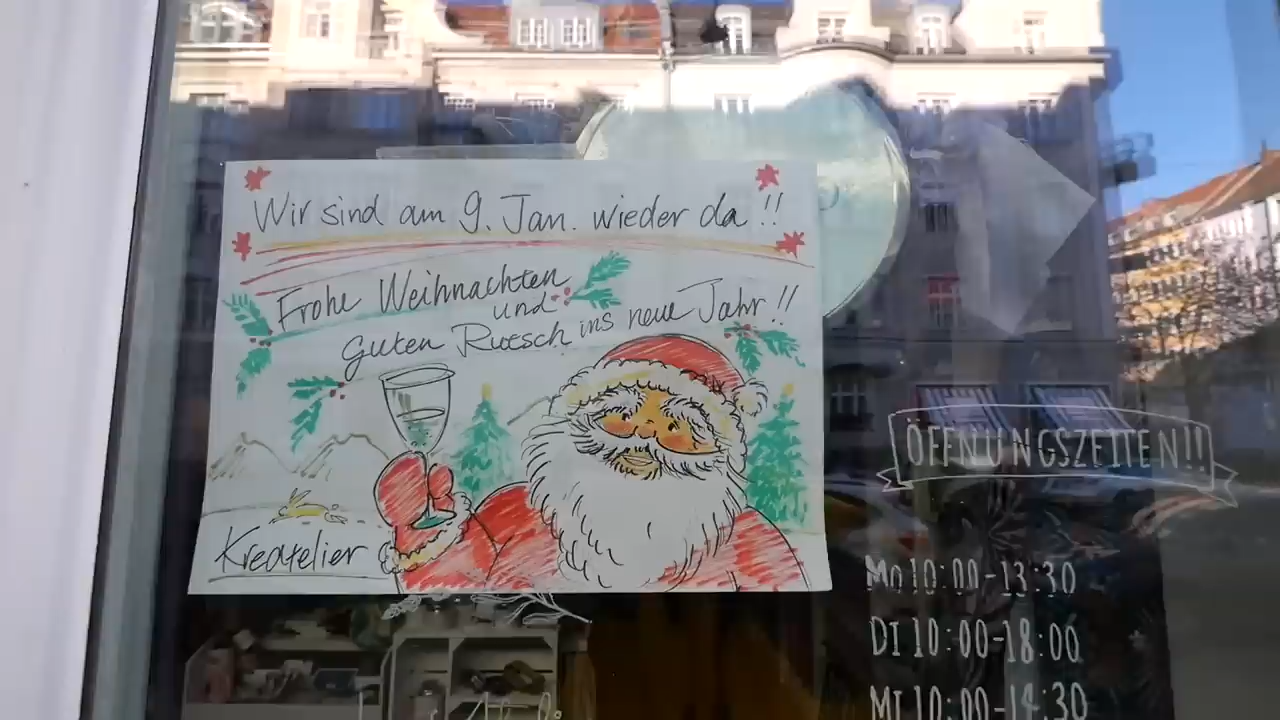 Wir sind am 9. Jan. wieder da !!
Frohe Weihnachten
und
guten Rutsch ins neue Jahr !!
Kreatelier
ÖFFNUNGSZEITEN!!
Mo 10:00-13:30
DI 10:00-18:00
MI 10:00-14:30